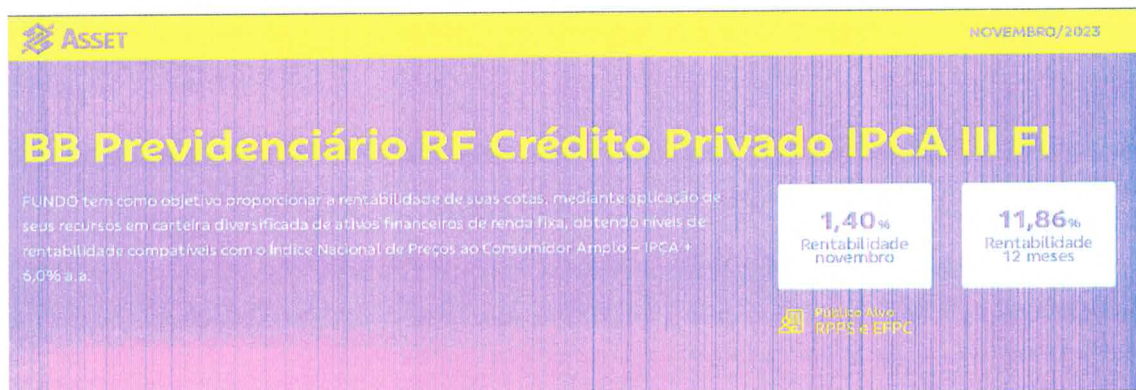 ASSET
NOVEMBRO/2023
BB Previdenciário RF Crédito Privado IPCA III FI
FUNDO tem como objetivo proporcionar a rentabilidade de suas cotas, mediante aplicação de
seus recursos em carteira diversificada de ativos financeiros de renda fixa, obtendo níveis de
rentabilidade compatíveis com o Índice Nacional de Preços ao Consumidor Amplo – IPCA +
6,0% a.a.
1,40%
Rentabilidade
novembro
11,86%
Rentabilidade
12 meses
Público Alvo
RPPS e EFPC